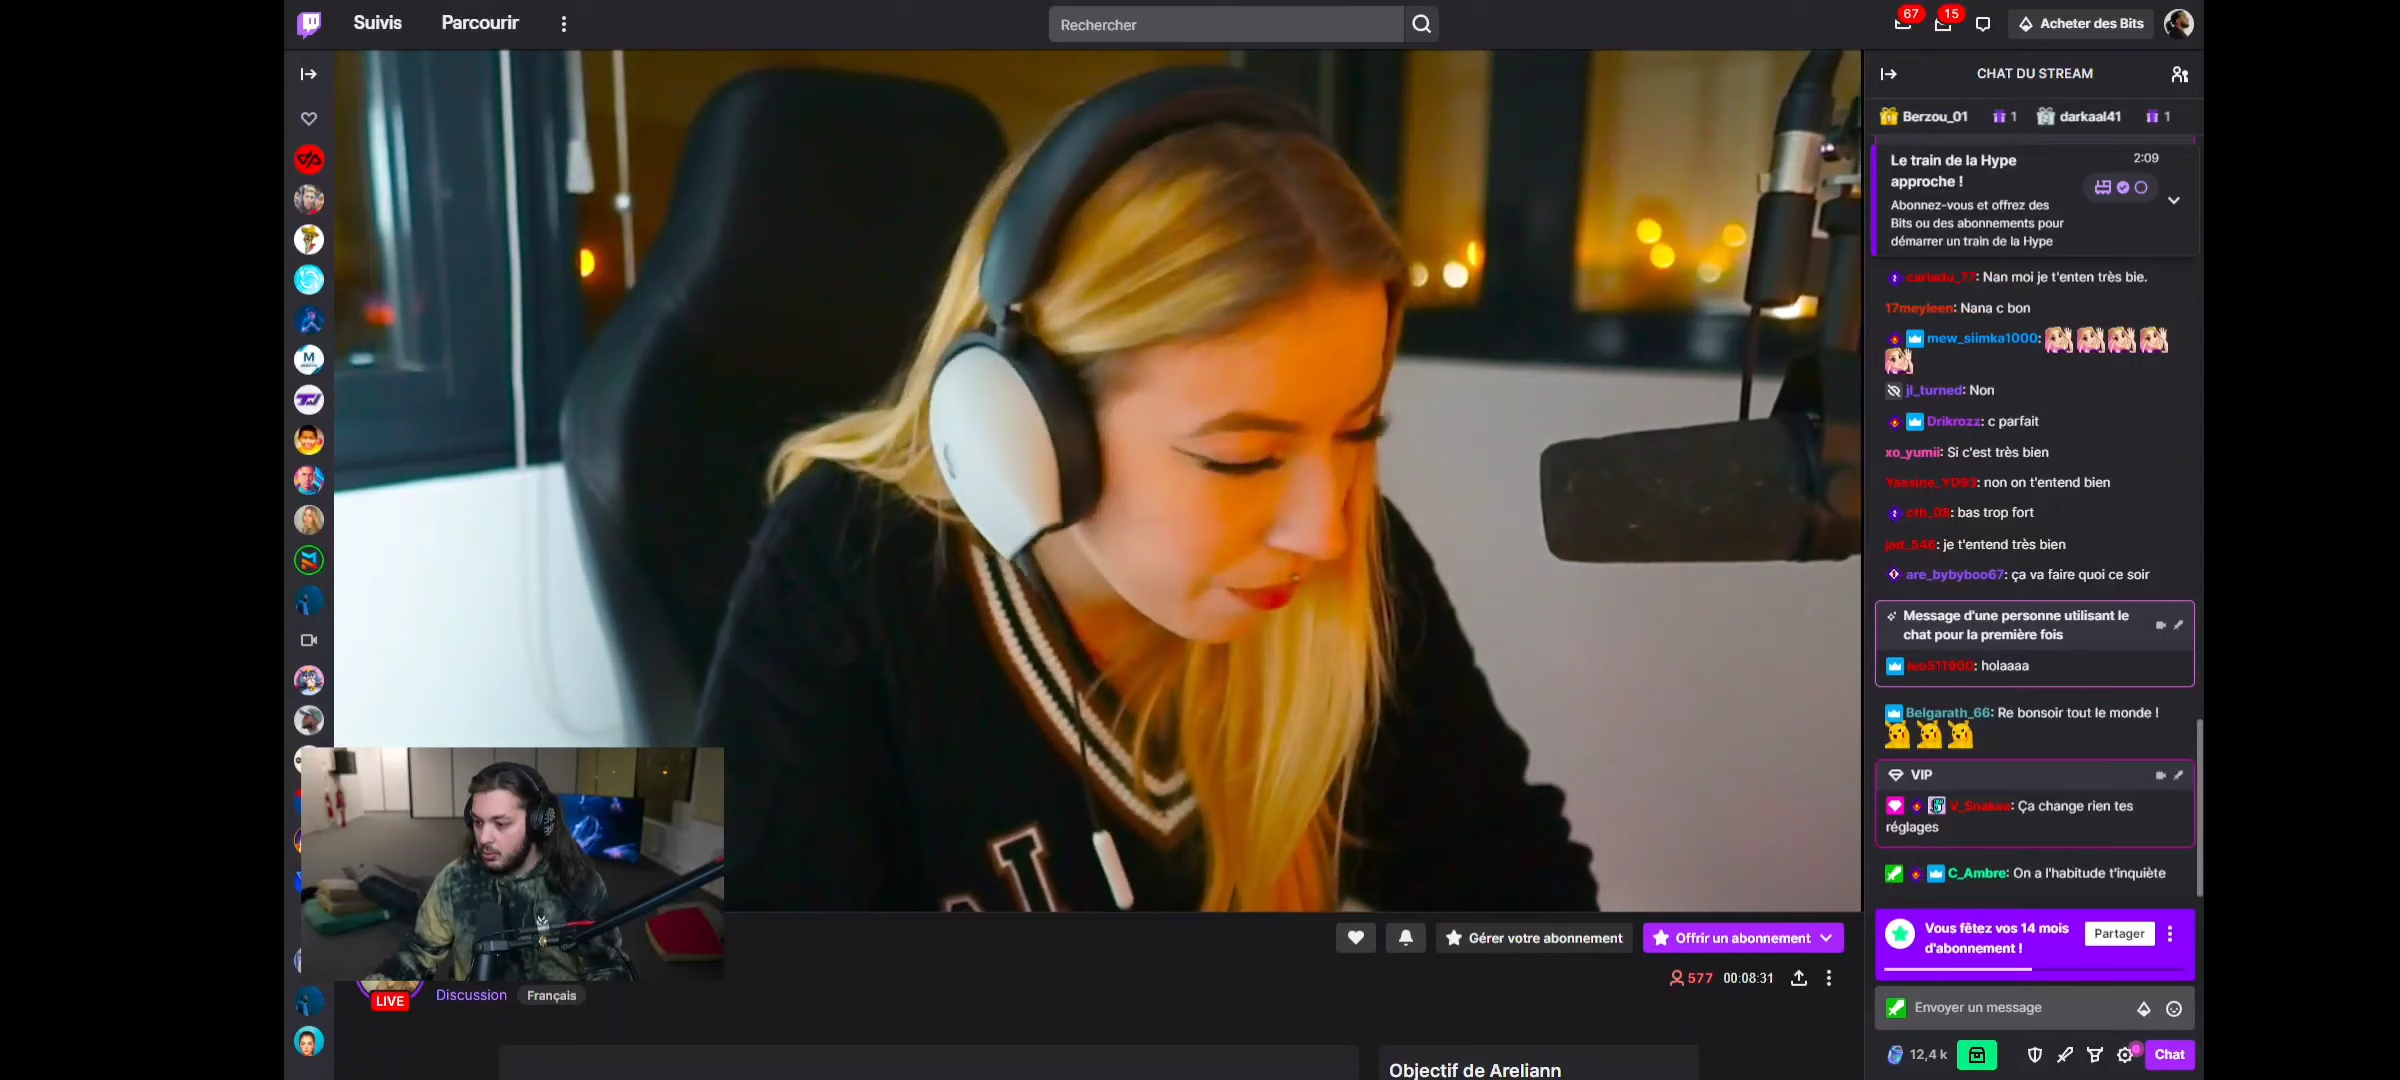 Suivis
Parcourir
Rechercher
67
15
Acheter des Bits
CHAT DU STREAM
Berzou_01
1
darkaal41
1
Le train de la Hype
approche !
2:09
Abonnez-vous et offrez des
Bits ou des abonnements pour
démarrer un train de la Hype
: Nan moi je t'enten très bie.
17meyleen: Nana c bon
mew_siimka1000:
jl_turned: Non
Drikrozz: c parfait
xo_yumii: Si c'est très bien
Yassine_YD93: non on t'entend bien
ctb_08: bas trop fort
jad_546: je t'entend très bien
are_bybyboo67: ça va faire quoi ce soir
Message d'une personne utilisant le
chat pour la première fois
: holaaaa
Belgarath_66: Re bonsoir tout le monde !
VIP
V_Snakee: Ça change rien tes
réglages
C_Ambre: On a l'habitude t'inquiète
Vous fêtez vos 14 mois
d'abonnement !
Partager
Envoyer un message
12,4 k
Chat
Gérer votre abonnement
Offrir un abonnement
577
00:08:31
LIVE
Discussion
Français
Objectif de Areliann
M
N